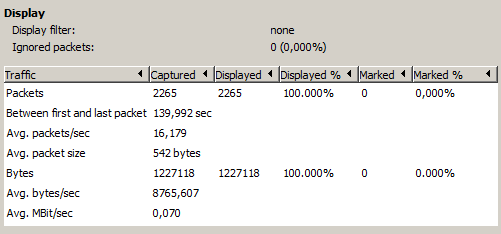 Display
Display filter: none
Ignored packets: 0 (0,000%)
Traffic Captured Displayed Displayed % Marked Marked %
Packets 2265 2265 100.000% 0 0,000%
Between first and last packet 139,992 sec
Avg. packets/sec 16,179
Avg. packet size 542 bytes
Bytes 1227118 1227118 100.000% 0 0.000%
Avg. bytes/sec 8765,607
Avg. MBit/sec 0,070